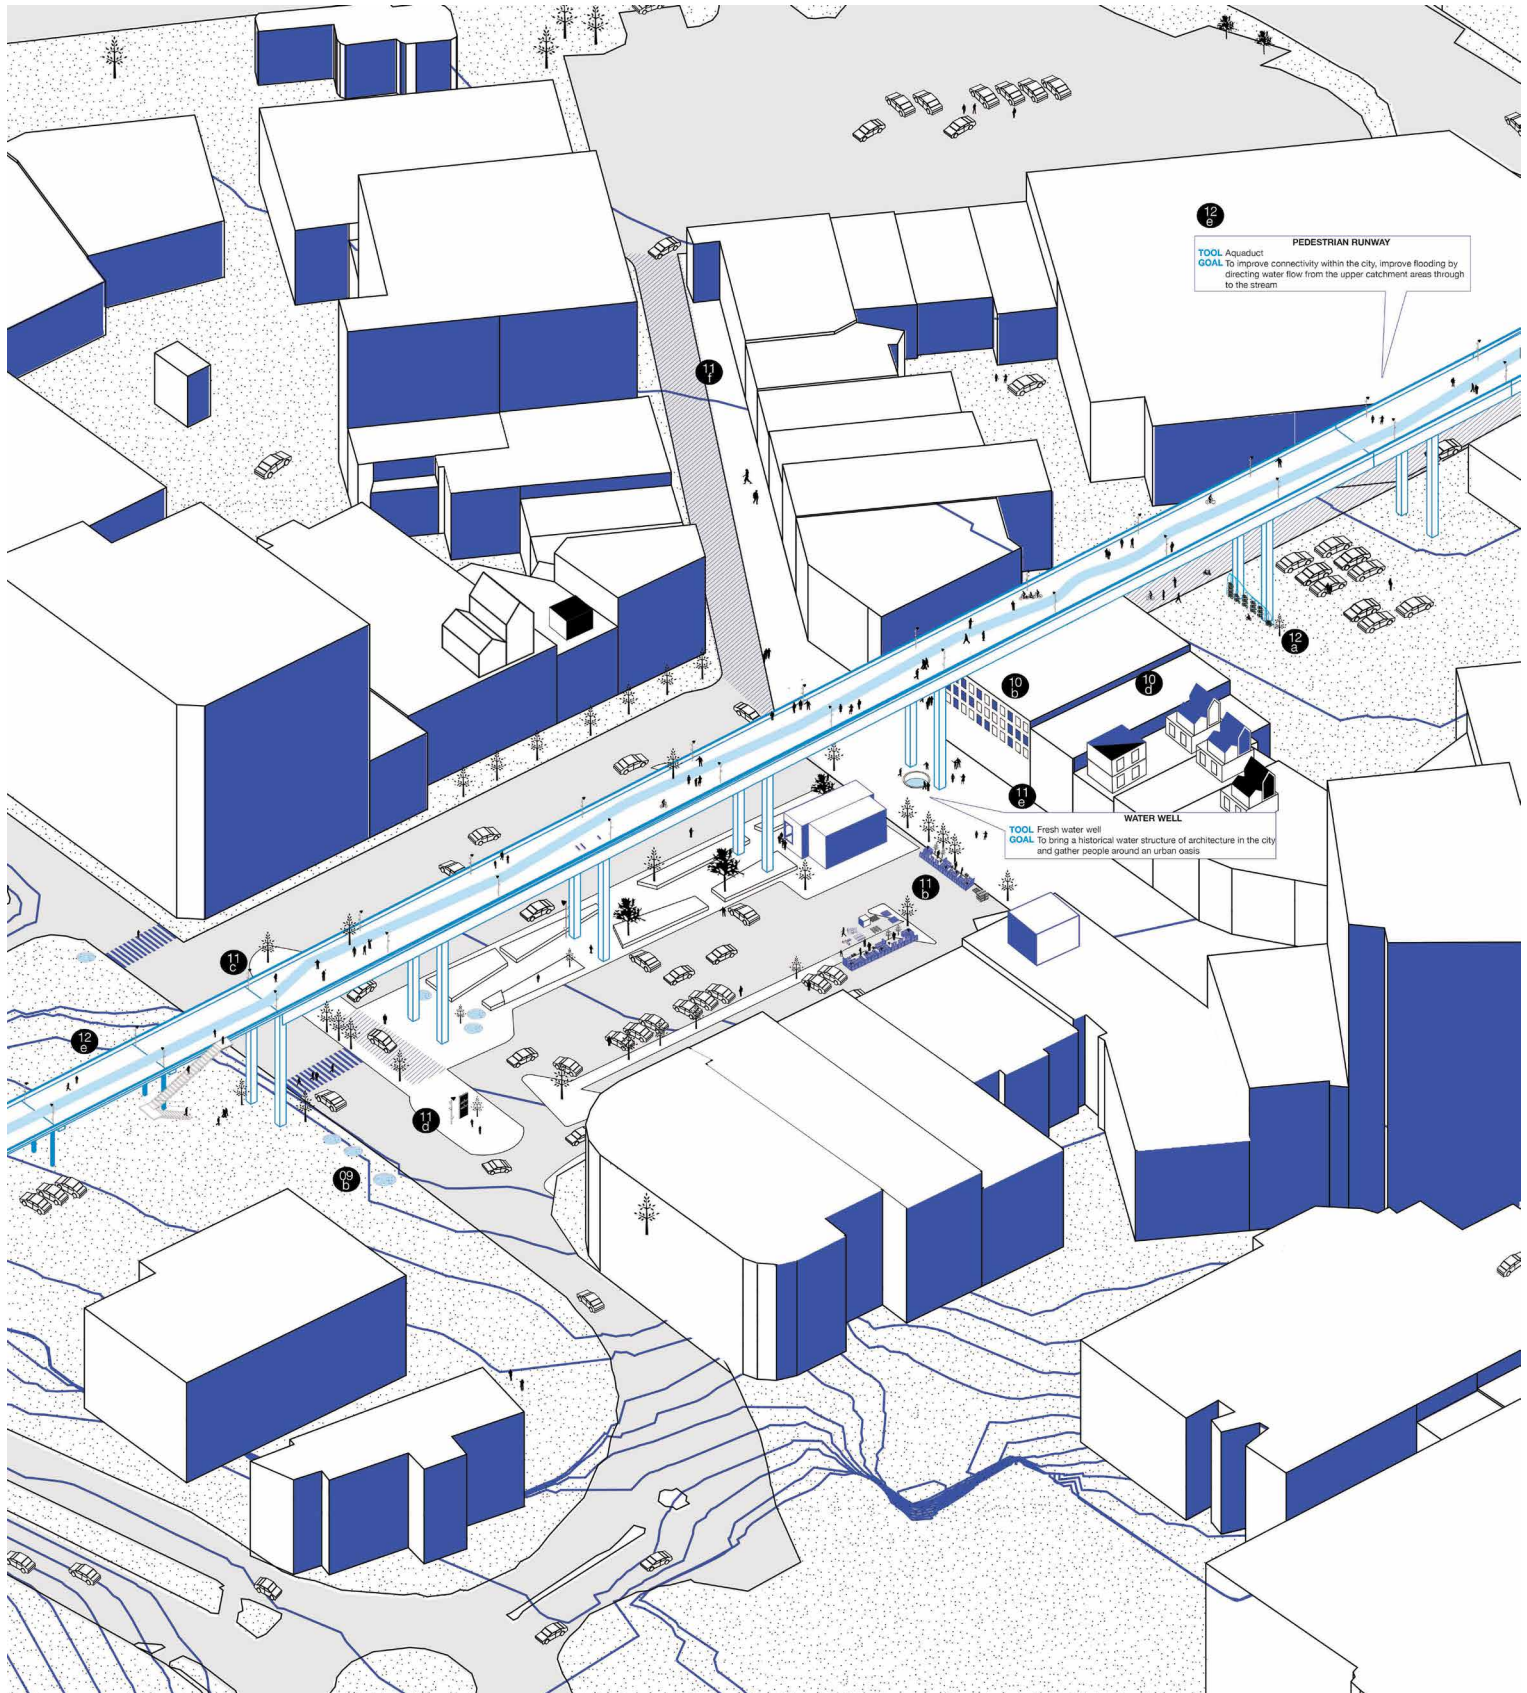 12
e
PEDESTRIAN RUNWAY
TOOL Aquaduct
GOAL To improve connectivity within the city, improve flooding by
directing water flow from the upper catchment areas through
to the stream
11
f
12
a
10
b
10
d
11
e
WATER WELL
TOOL Fresh water well
GOAL To bring a historical water structure of architecture in the city
and gather people around an urban oasis
11
b
11
c
12
e
11
d
09
b